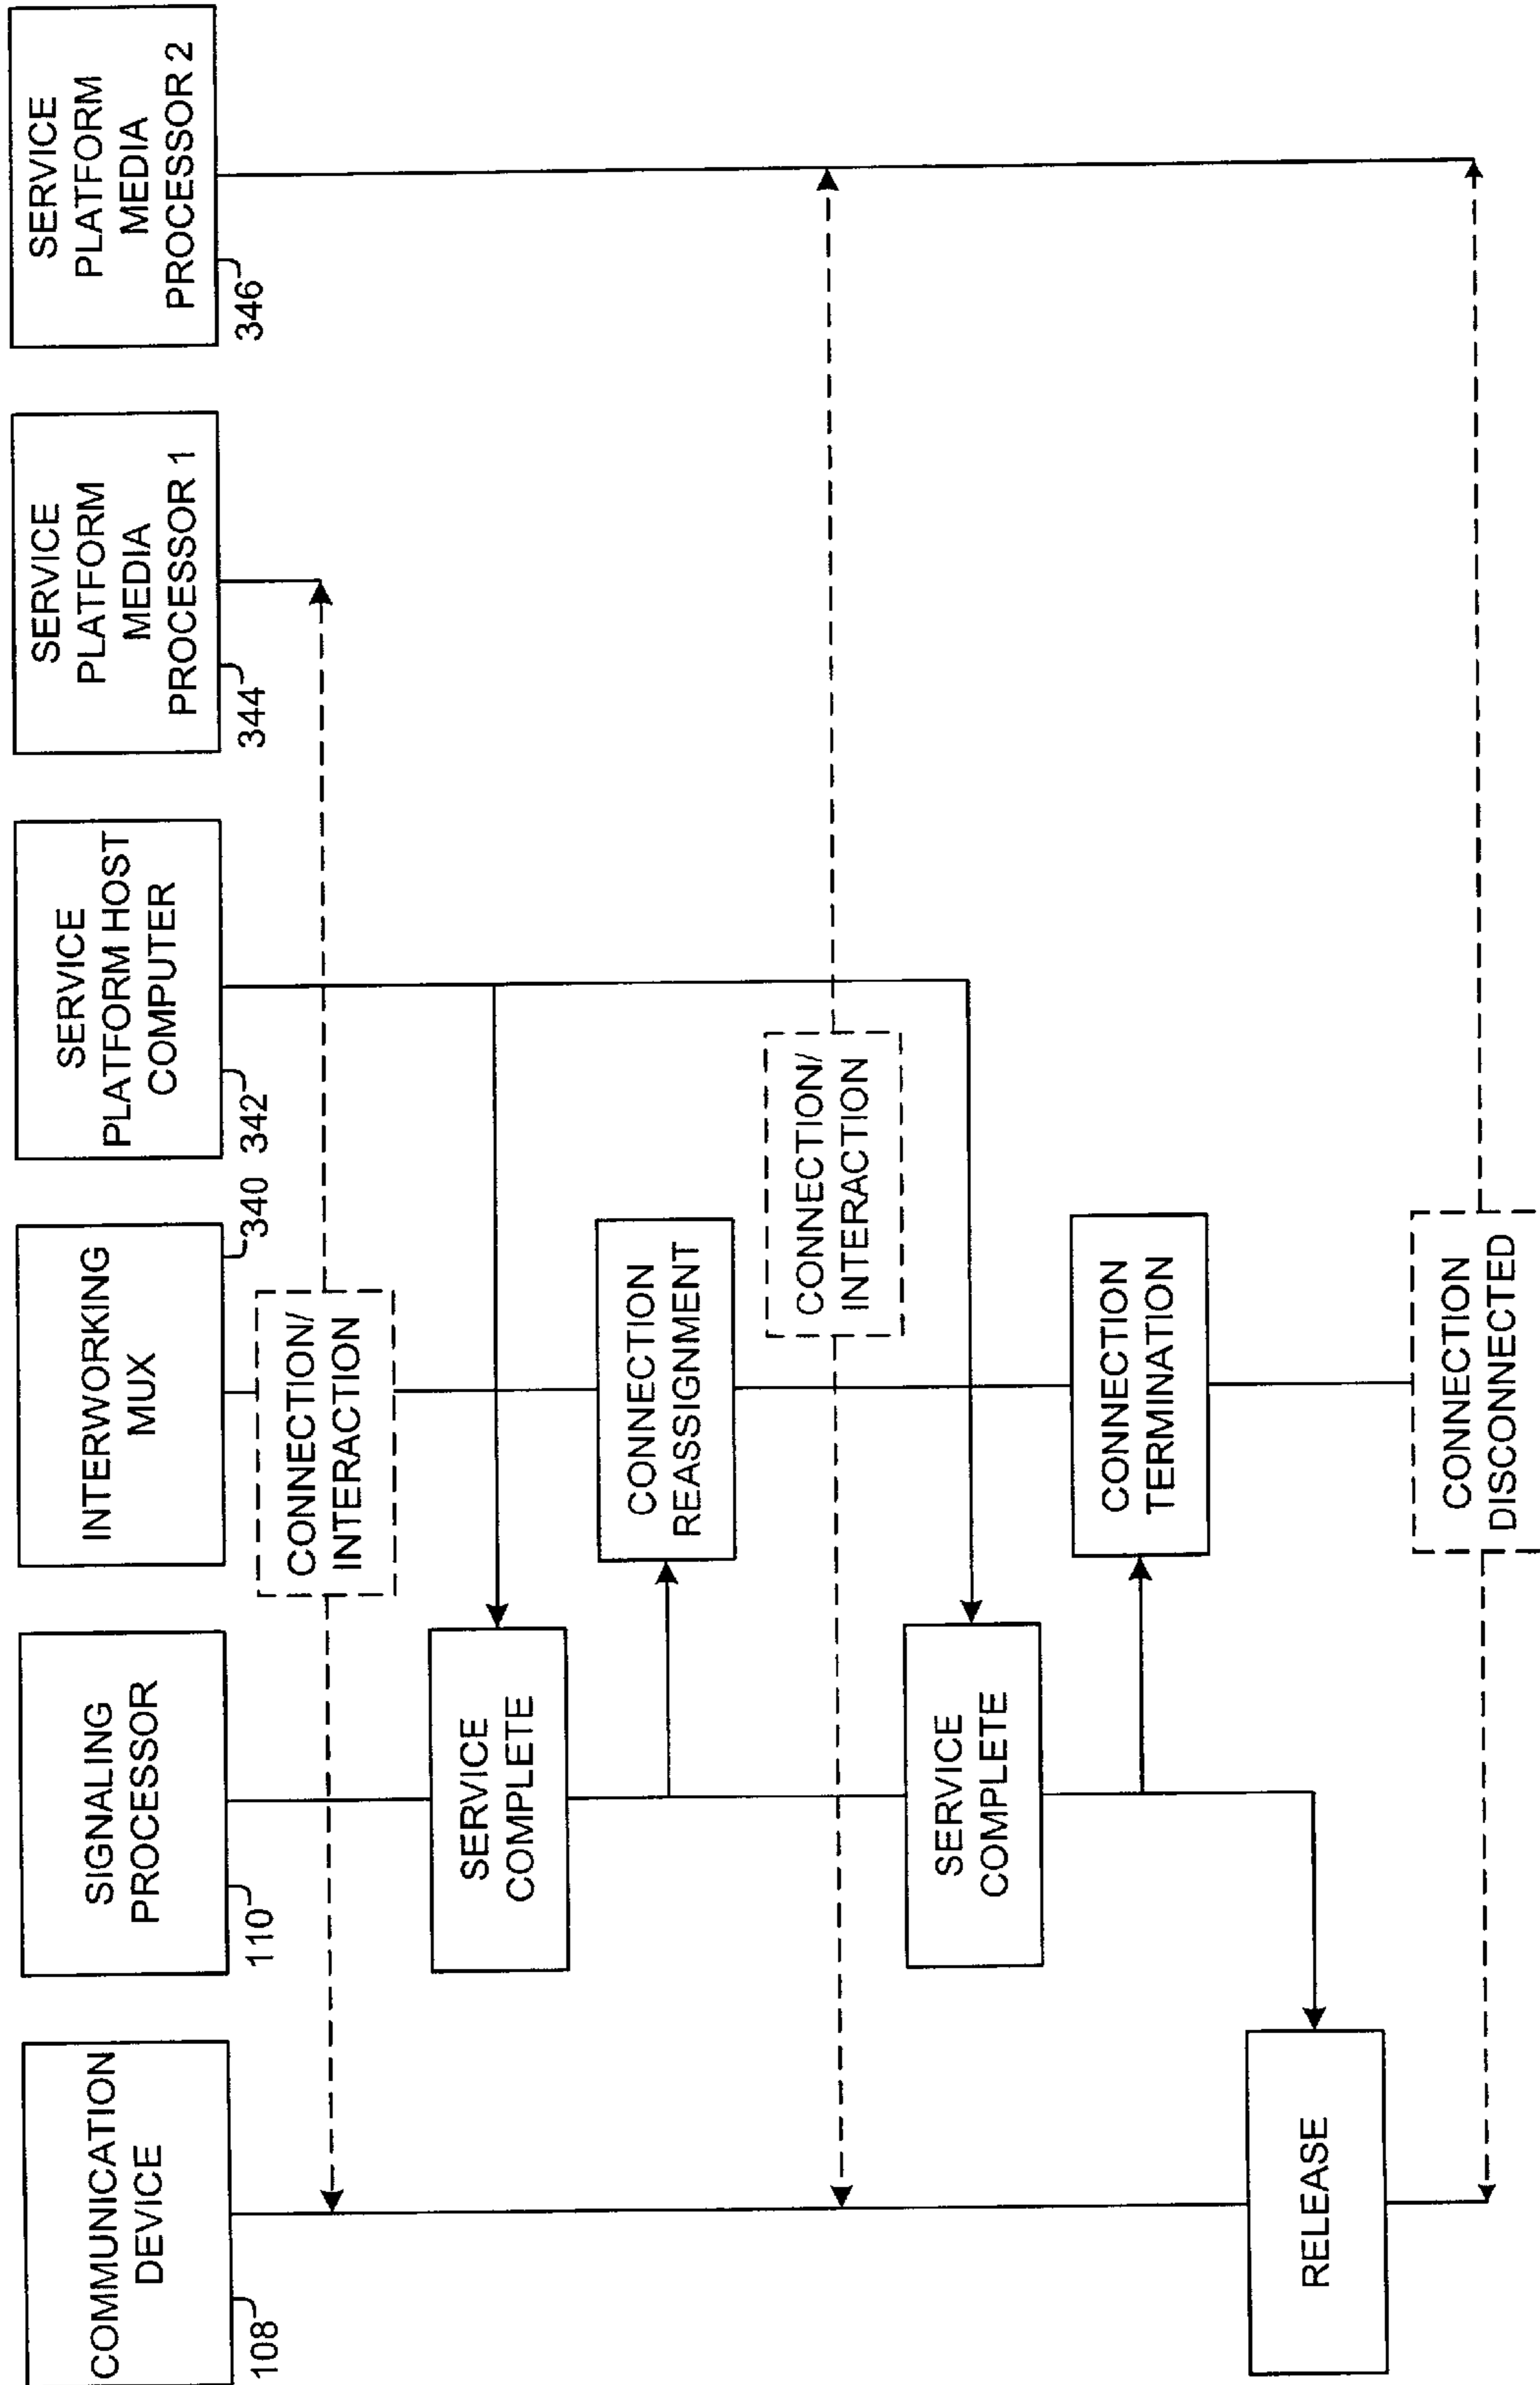 COMMUNICATION
DEVICE
108
SIGNALING
PROCESSOR
110
INTERWORKING
MUX
340
SERVICE
PLATFORM HOST
COMPUTER
342
SERVICE
PLATFORM
MEDIA
PROCESSOR 1
344
SERVICE
PLATFORM
MEDIA
PROCESSOR 2
346
CONNECTION/
INTERACTION
SERVICE
COMPLETE
CONNECTION
REASSIGNMENT
CONNECTION/
INTERACTION
SERVICE
COMPLETE
CONNECTION
TERMINATION
RELEASE
CONNECTION
DISCONNECTED